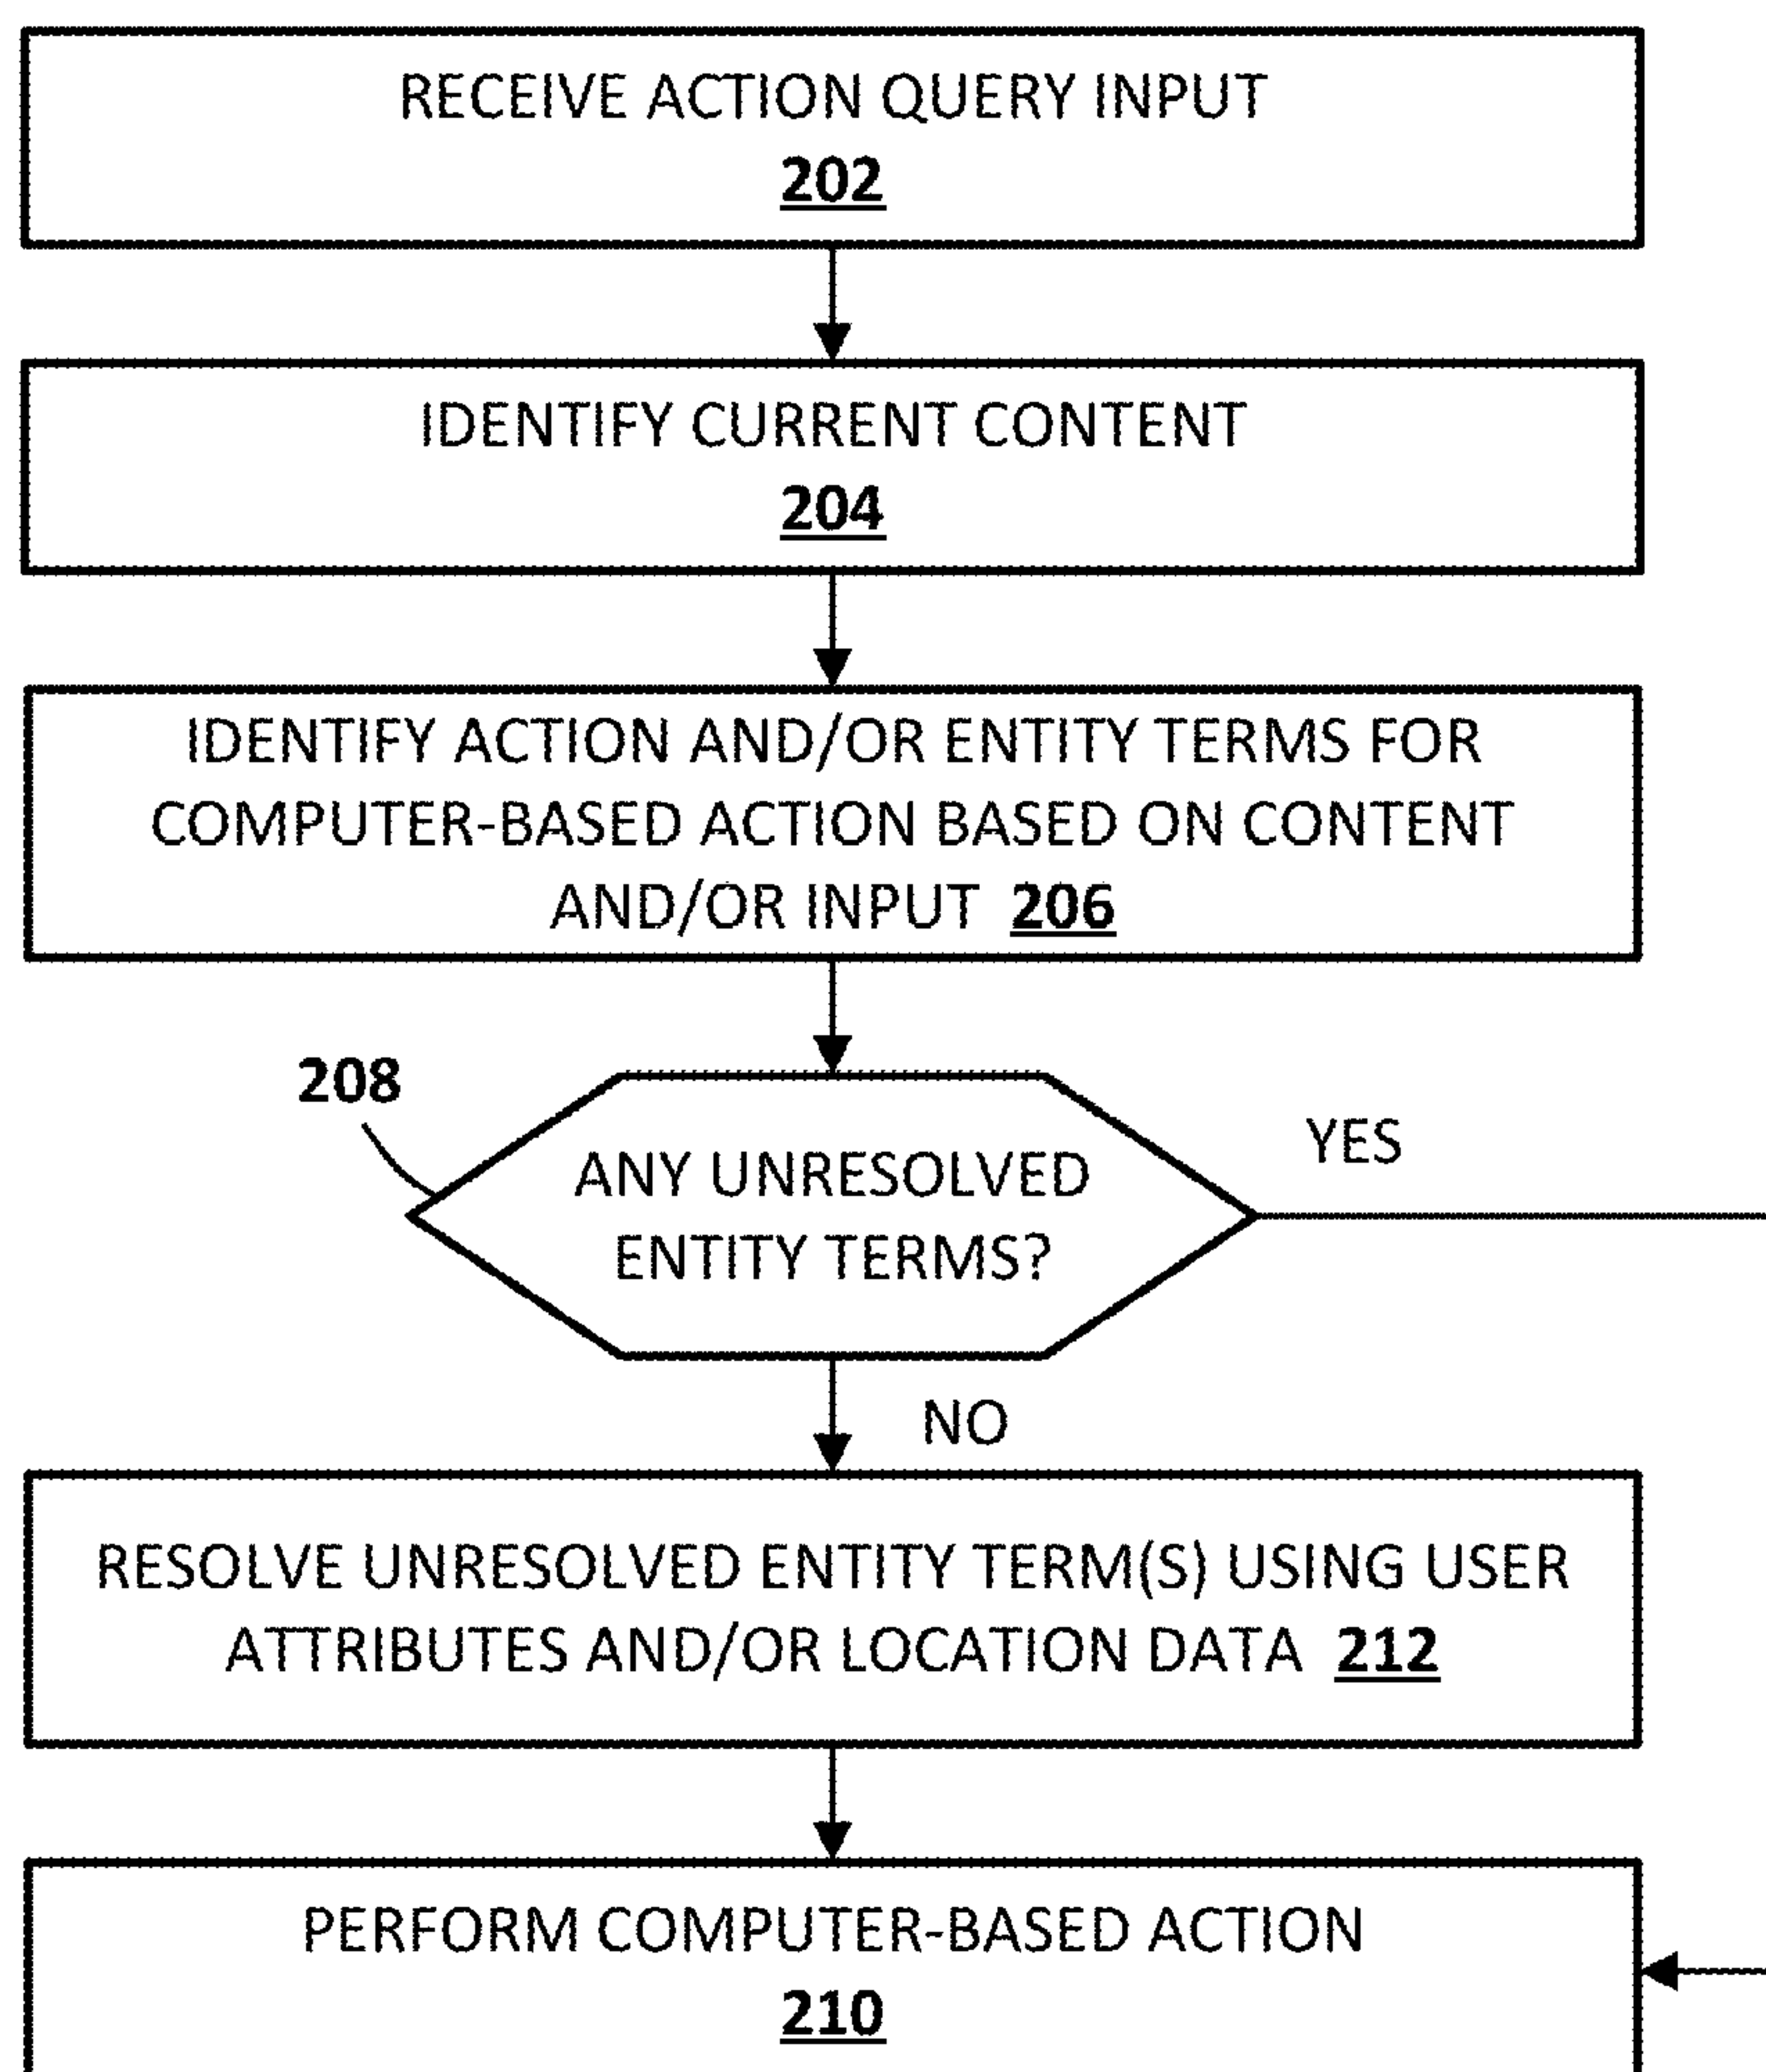 RECEIVE ACTION QUERY INPUT
202
IDENTIFY CURRENT CONTENT
204
IDENTIFY ACTION AND/OR ENTITY TERMS FOR
COMPUTER-BASED ACTION BASED ON CONTENT
AND/OR INPUT 206
208
YES
ANY UNRESOLVED
ENTITY TERMS?
NO
RESOLVE UNRESOLVED ENTITY TERM(S) USING USER
ATTRIBUTES AND/OR LOCATION DATA 212
PERFORM COMPUTER-BASED ACTION
210